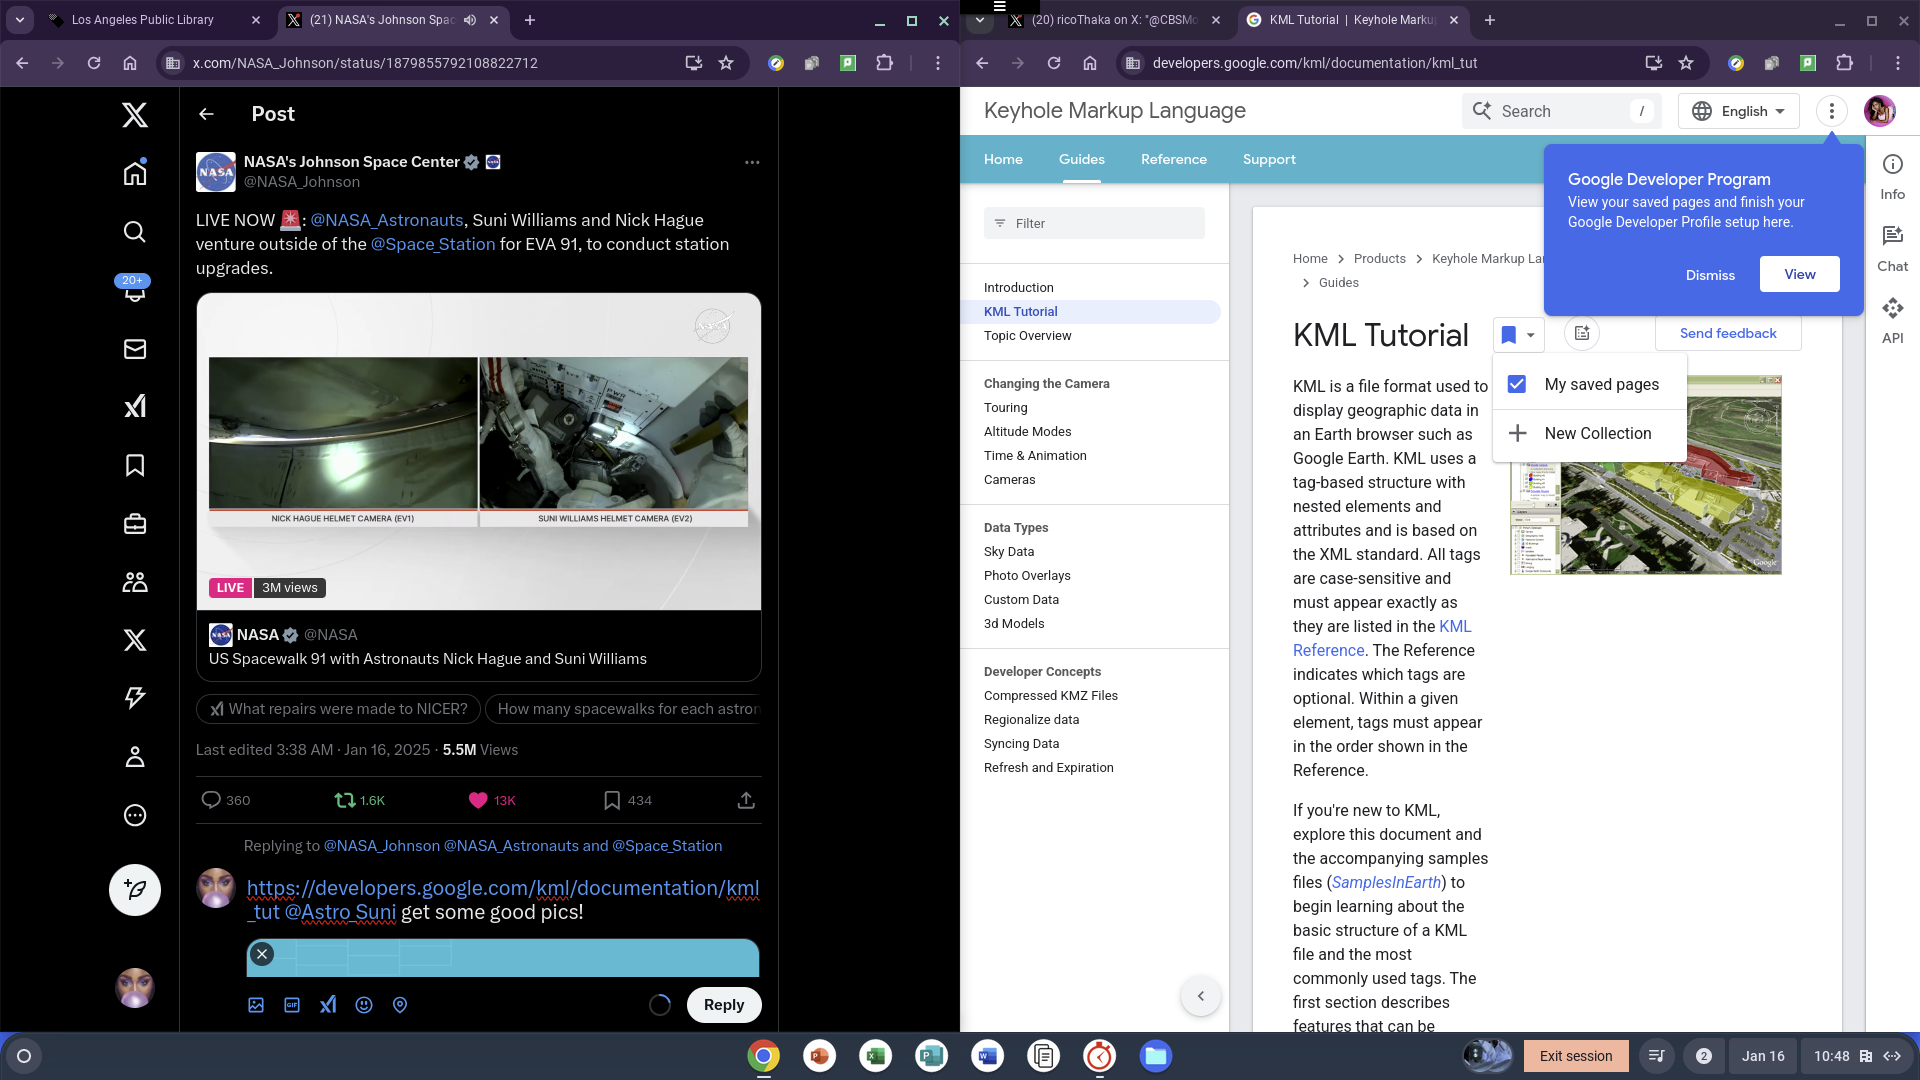 Los Angeles Public Library
(21) NASA's Johnson Spac
x.com/NASA_Johnson/status/1879855792108822712
Post
NASA's Johnson Space Center
@NASA_Johnson
LIVE NOW 🚨: @NASA_Astronauts, Suni Williams and Nick Hague
venture outside of the @Space_Station for EVA 91, to conduct station
upgrades.
20+
NASA
NICK HAGUE HELMET CAMERA (EV1)
SUNI WILLIAMS HELMET CAMERA (EV2)
LIVE 3M views
NASA @NASA
US Spacewalk 91 with Astronauts Nick Hague and Suni Williams
What repairs were made to NICER?
How many spacewalks for each astron
Last edited 3:38 AM · Jan 16, 2025 · 5.5M Views
360
1.6K
13K
434
Replying to @NASA_Johnson @NASA_Astronauts and @Space_Station
https://developers.google.com/kml/documentation/kml
_tut @Astro_Suni get some good pics!
GIF
Reply
(20) ricoThaka on X: "@CBSMo
KML Tutorial | Keyhole Marku
developers.google.com/kml/documentation/kml_tut
Keyhole Markup Language
Search /
English
Home
Guides
Reference
Support
Google Developer Program
View your saved pages and finish your
Google Developer Profile setup here.
Dismiss
View
Info
Chat
API
Filter
Introduction
KML Tutorial
Topic Overview
Changing the Camera
Touring
Altitude Modes
Time & Animation
Cameras
Data Types
Sky Data
Photo Overlays
Custom Data
3d Models
Developer Concepts
Compressed KMZ Files
Regionalize data
Syncing Data
Refresh and Expiration
Home > Products > Keyhole Markup Lan
> Guides
KML Tutorial
Send feedback
My saved pages
New Collection
KML is a file format used to
display geographic data in
an Earth browser such as
Google Earth. KML uses a
tag-based structure with
nested elements and
attributes and is based on
the XML standard. All tags
are case-sensitive and
must appear exactly as
they are listed in the KML
Reference. The Reference
indicates which tags are
optional. Within a given
element, tags must appear
in the order shown in the
Reference.
If you're new to KML,
explore this document and
the accompanying samples
files (SamplesInEarth) to
begin learning about the
basic structure of a KML
file and the most
commonly used tags. The
first section describes
features that can be
Google
Exit session
2
Jan 16
10:48